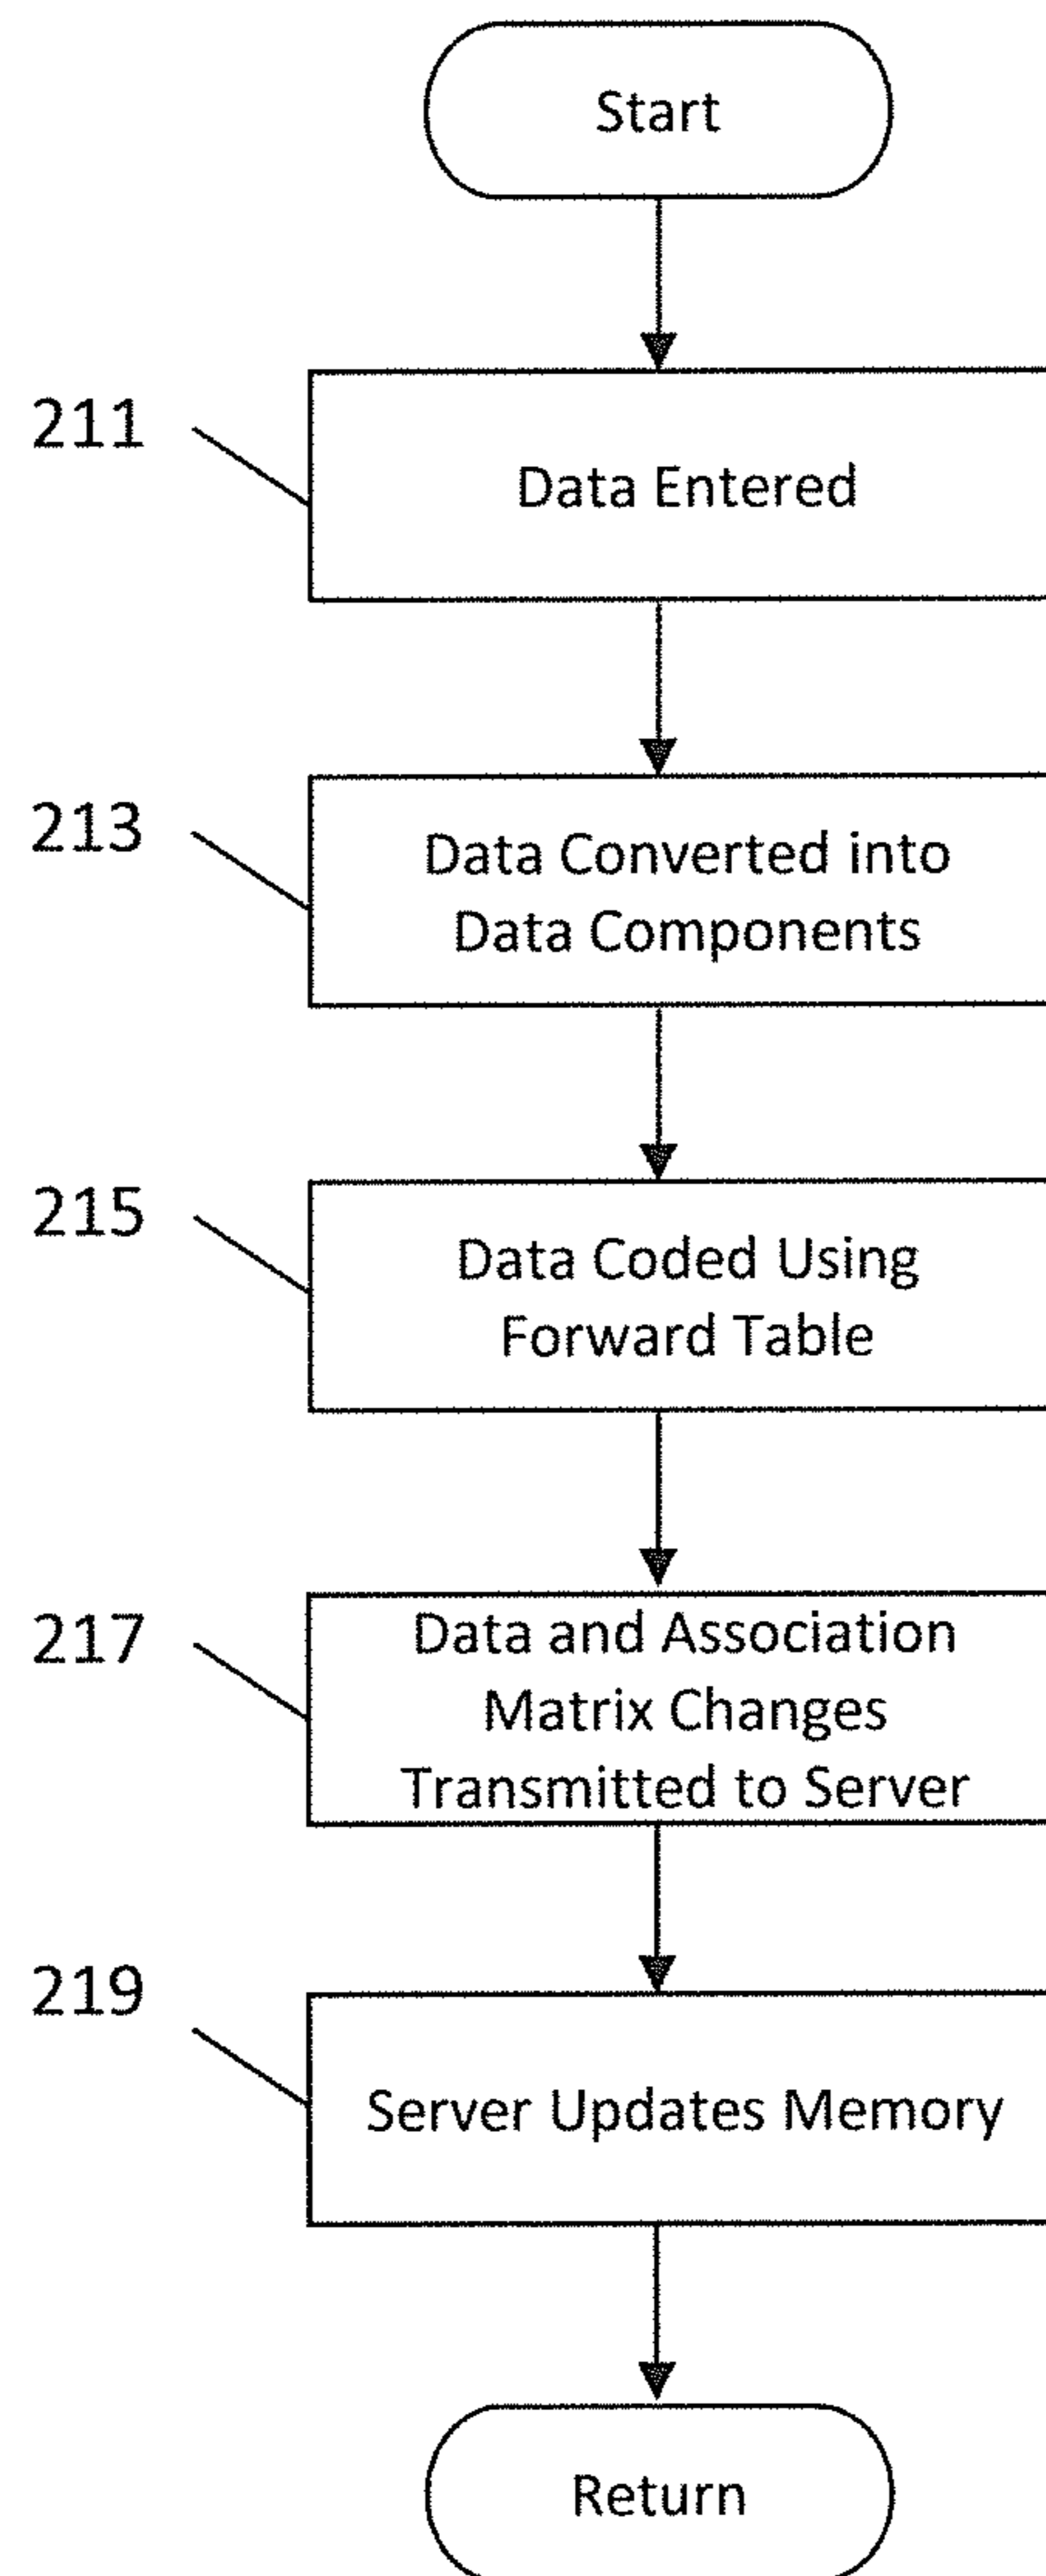 Start
211
Data Entered
213
Data Converted into
Data Components
215
Data Coded Using
Forward Table
217
Data and Association
Matrix Changes
Transmitted to Server
219
Server Updates Memory
Return